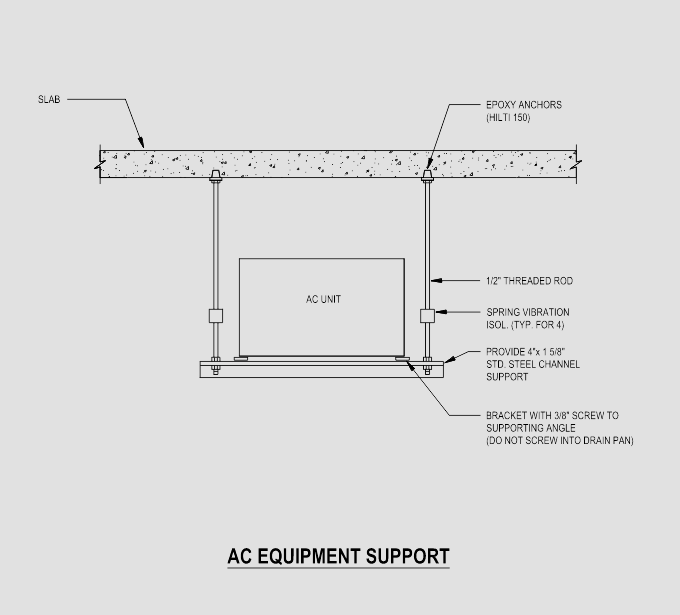 SLAB
EPOXY ANCHORS
(HILTI 150)
AC UNIT
1/2" THREADED ROD
SPRING VIBRATION
ISOL. (TYP. FOR 4)
PROVIDE 4"x 1 5/8"
STD. STEEL CHANNEL
SUPPORT
BRACKET WITH 3/8" SCREW TO
SUPPORTING ANGLE
(DO NOT SCREW INTO DRAIN PAN)
AC EQUIPMENT SUPPORT